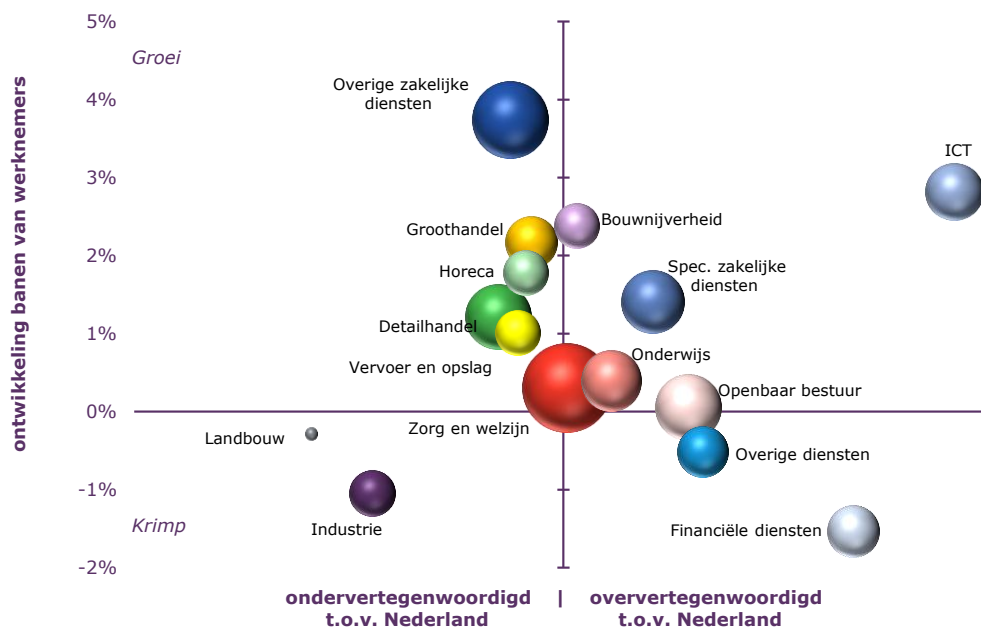 5%
Groei
4%
3%
2%
1%
0%
-1%
Krimp
-2%
ontwikkeling banen van werknemers
Overige zakelijke
diensten
ICT
Groothandel
Bouwnijverheid
Horeca
Spec. zakelijke
diensten
Detailhandel
Vervoer en opslag
Onderwijs
Openbaar bestuur
Zorg en welzijn
Landbouw
Overige diensten
Industrie
Financiële diensten
ondervertegenwoordigd | oververtegenwoordigd
t.o.v. Nederland t.o.v. Nederland